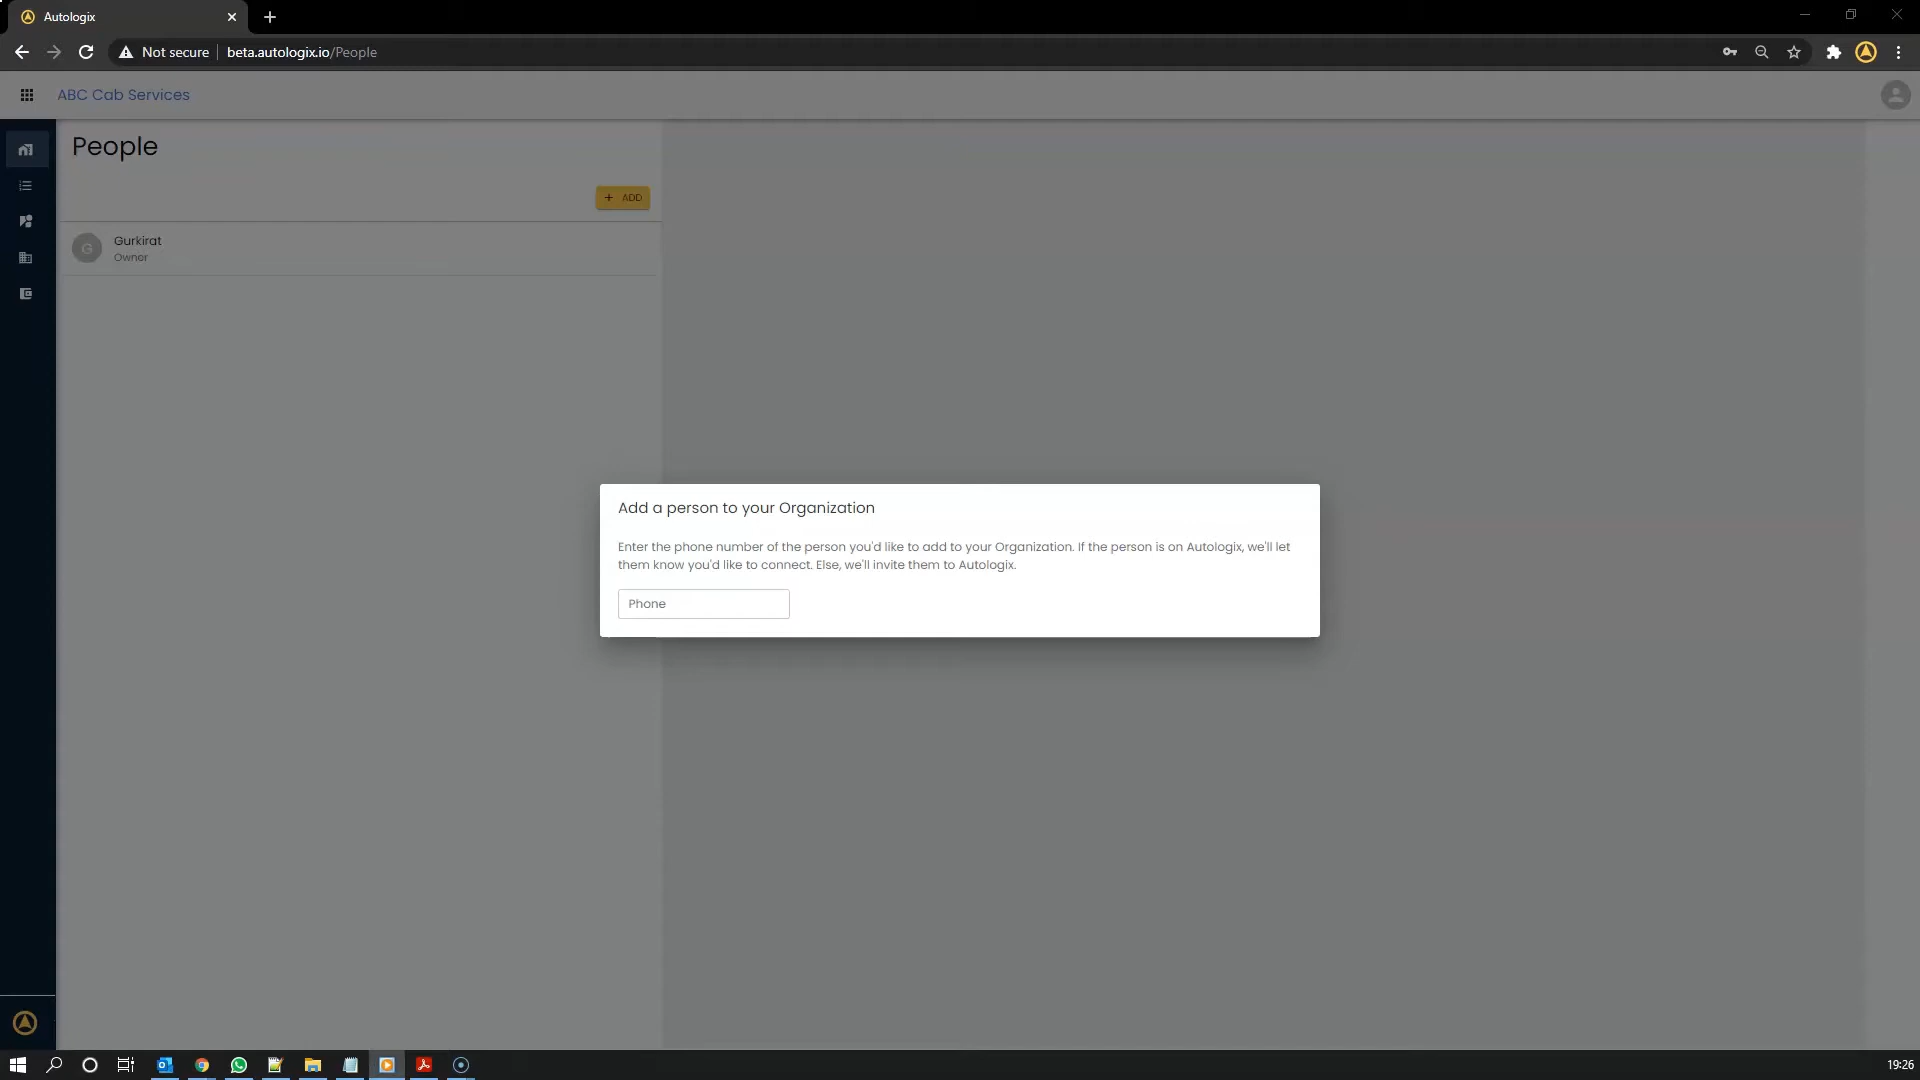 Autologix
Not secure
beta.autologix.io/People
ABC Cab Services
People
+ ADD
G
Gurkirat
Owner
Add a person to your Organization
Enter the phone number of the person you'd like to add to your Organization. If the person is on Autologix, we'll let
them know you'd like to connect. Else, we'll invite them to Autologix.
Phone
19:26